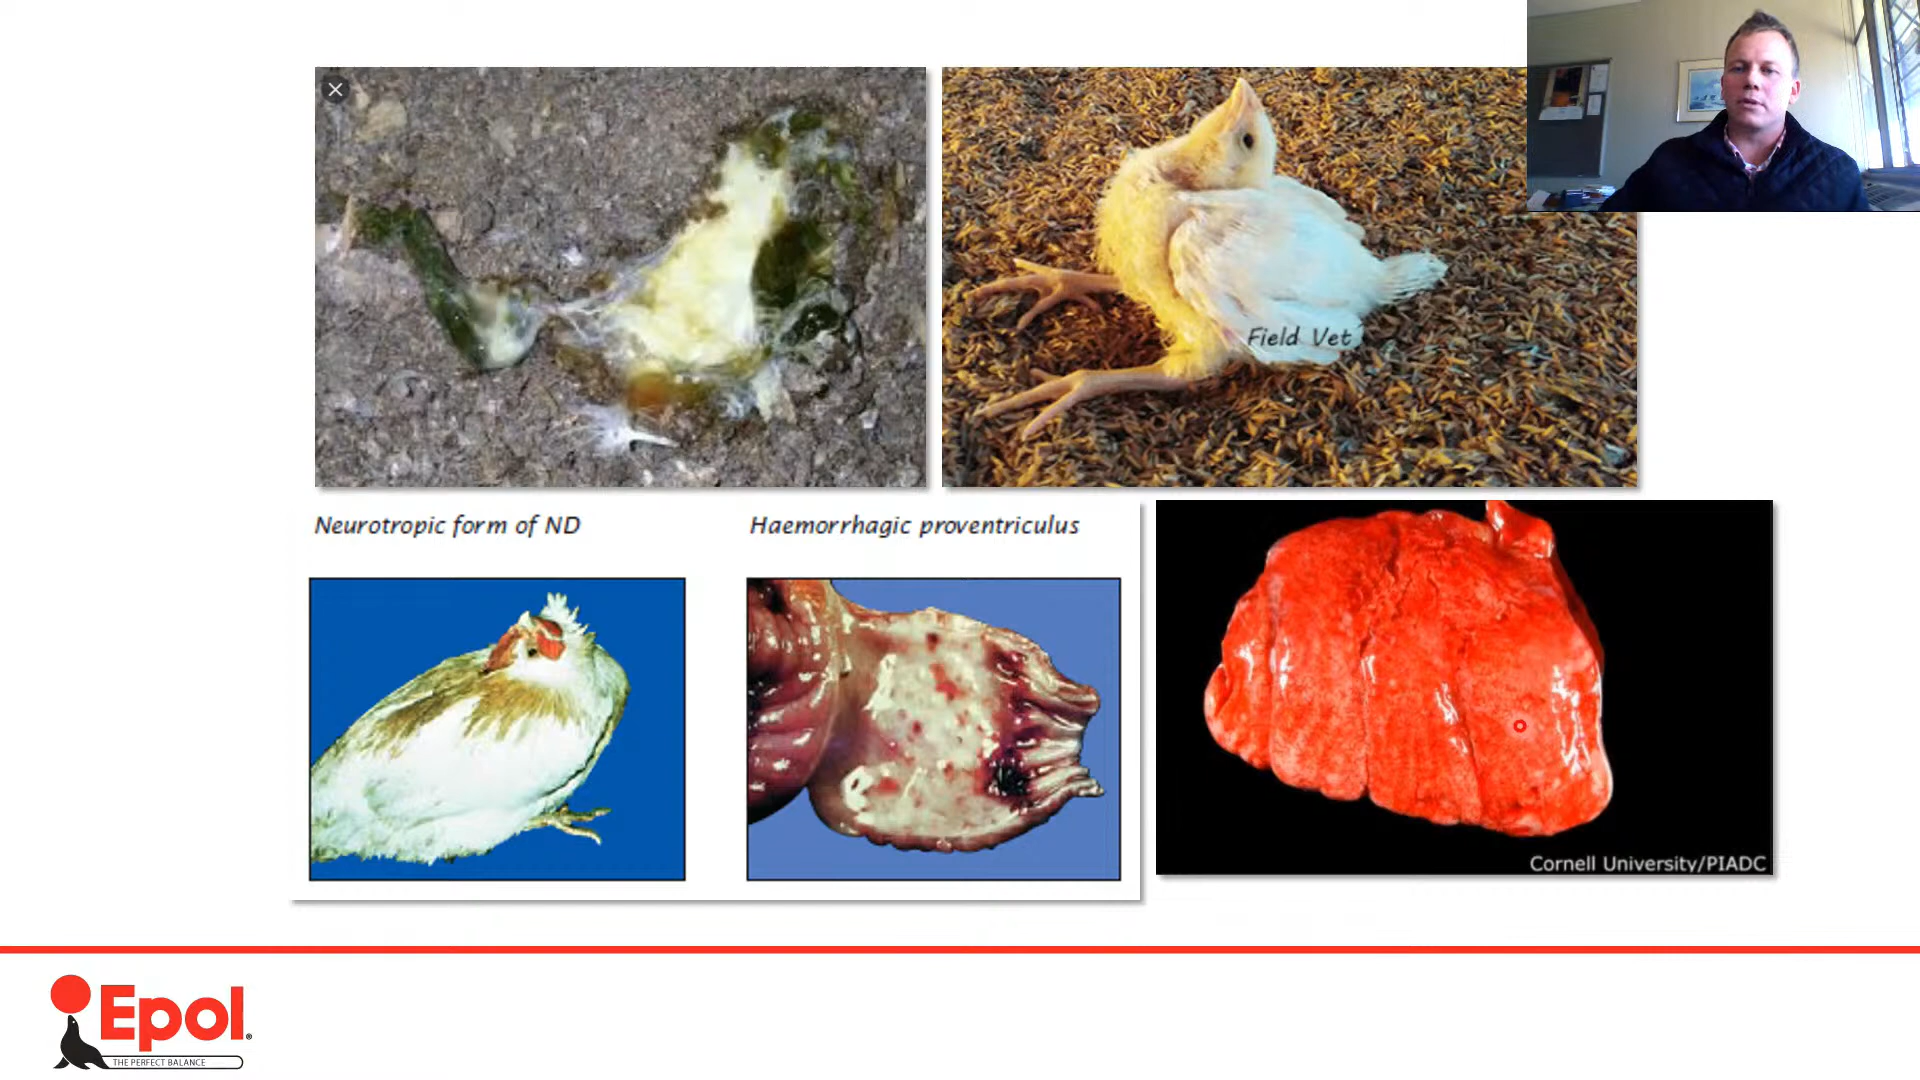 Field Vet
Neurotropic form of ND
Haemorrhagic proventriculus
Cornell University/PIADC
Epol
THE PERFECT BALANCE